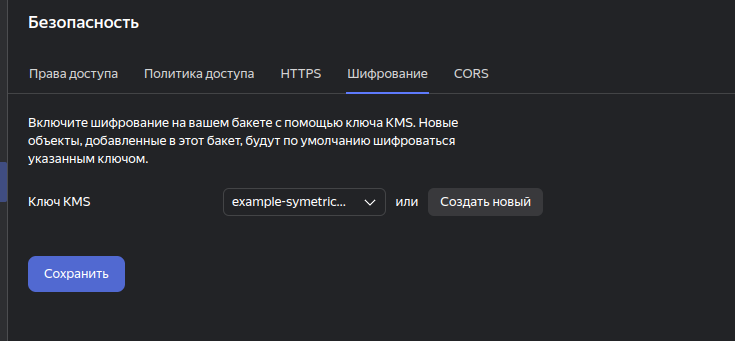 Безопасность
Права доступа Политика доступа HTTPS Шифрование CORS
Включите шифрование на вашем бакете с помощью ключа KMS. Новые
объекты, добавленные в этот бакет, будут по умолчанию шифроваться
указанным ключом.
Ключ KMS example-symetric... или Создать новый
Сохранить